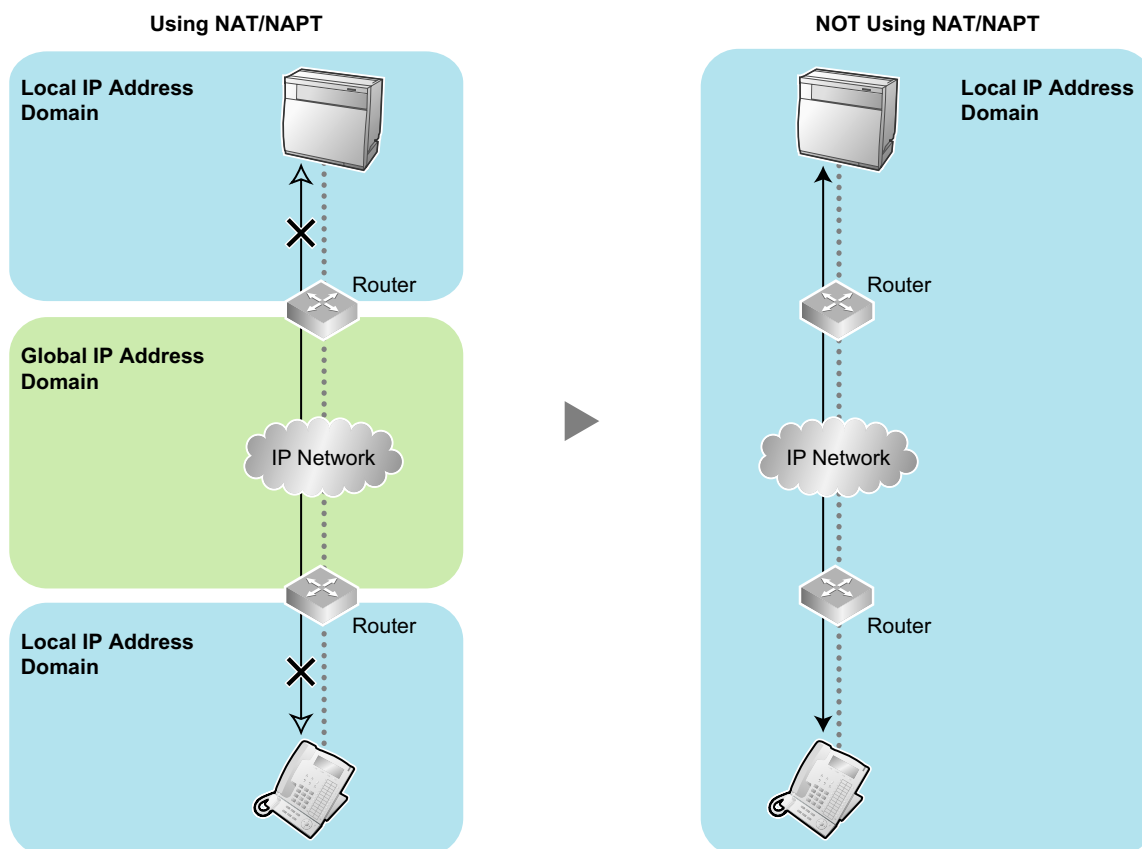 Using NAT/NAPT
Local IP Address
Domain
Router
Global IP Address
Domain
IP Network
Router
Local IP Address
Domain
NOT Using NAT/NAPT
Local IP Address
Domain
Router
IP Network
Router